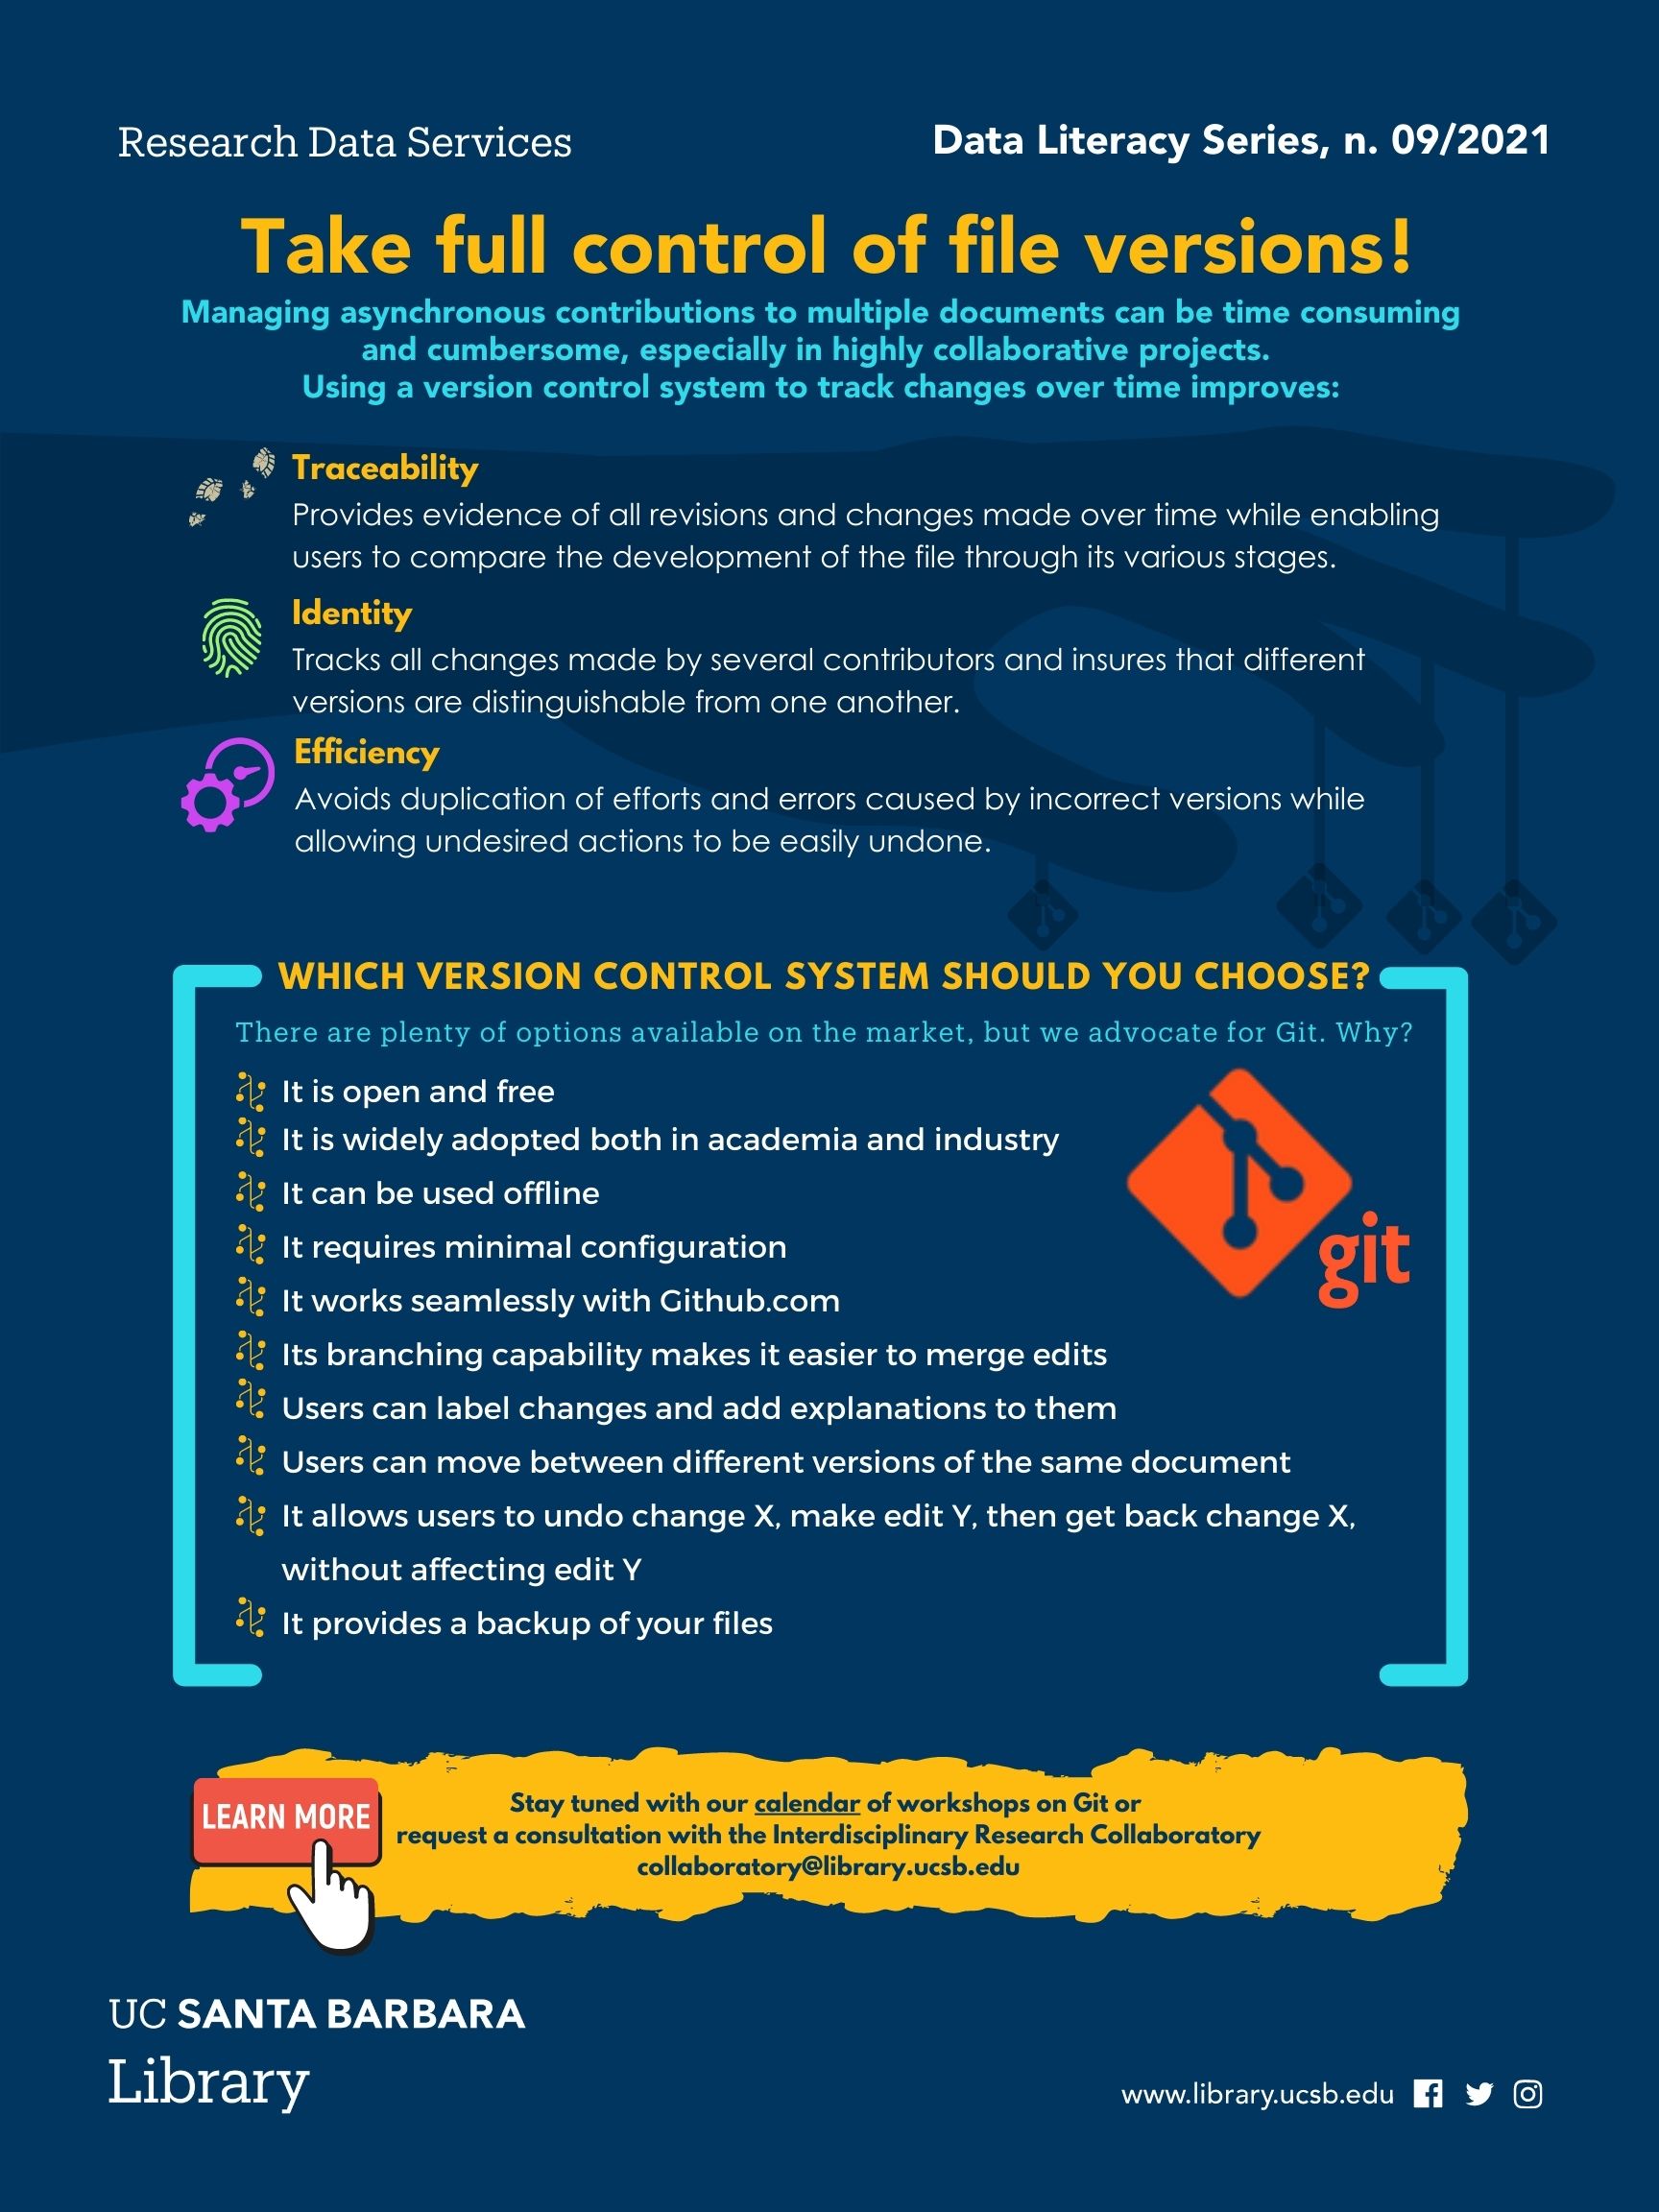 Research Data Services
Data Literacy Series, n. 09/2021
Take full control of file versions!
Managing asynchronous contributions to multiple documents can be time consuming
and cumbersome, especially in highly collaborative projects.
Using a version control system to track changes over time improves:
Traceability
Provides evidence of all revisions and changes made over time while enabling
users to compare the development of the file through its various stages.
Identity
Tracks all changes made by several contributors and insures that different
versions are distinguishable from one another.
Efficiency
Avoids duplication of efforts and errors caused by incorrect versions while
allowing undesired actions to be easily undone.
WHICH VERSION CONTROL SYSTEM SHOULD YOU CHOOSE?
There are plenty of options available on the market, but we advocate for Git. Why?
It is open and free
It is widely adopted both in academia and industry
It can be used offline
It requires minimal configuration
It works seamlessly with Github.com
Its branching capability makes it easier to merge edits
Users can label changes and add explanations to them
Users can move between different versions of the same document
It allows users to undo change X, make edit Y, then get back change X,
without affecting edit Y
It provides a backup of your files
git
LEARN MORE
Stay tuned with our calendar of workshops on Git or
request a consultation with the Interdisciplinary Research Collaboratory
collaboratory@library.ucsb.edu
UC SANTA BARBARA
Library
www.library.ucsb.edu